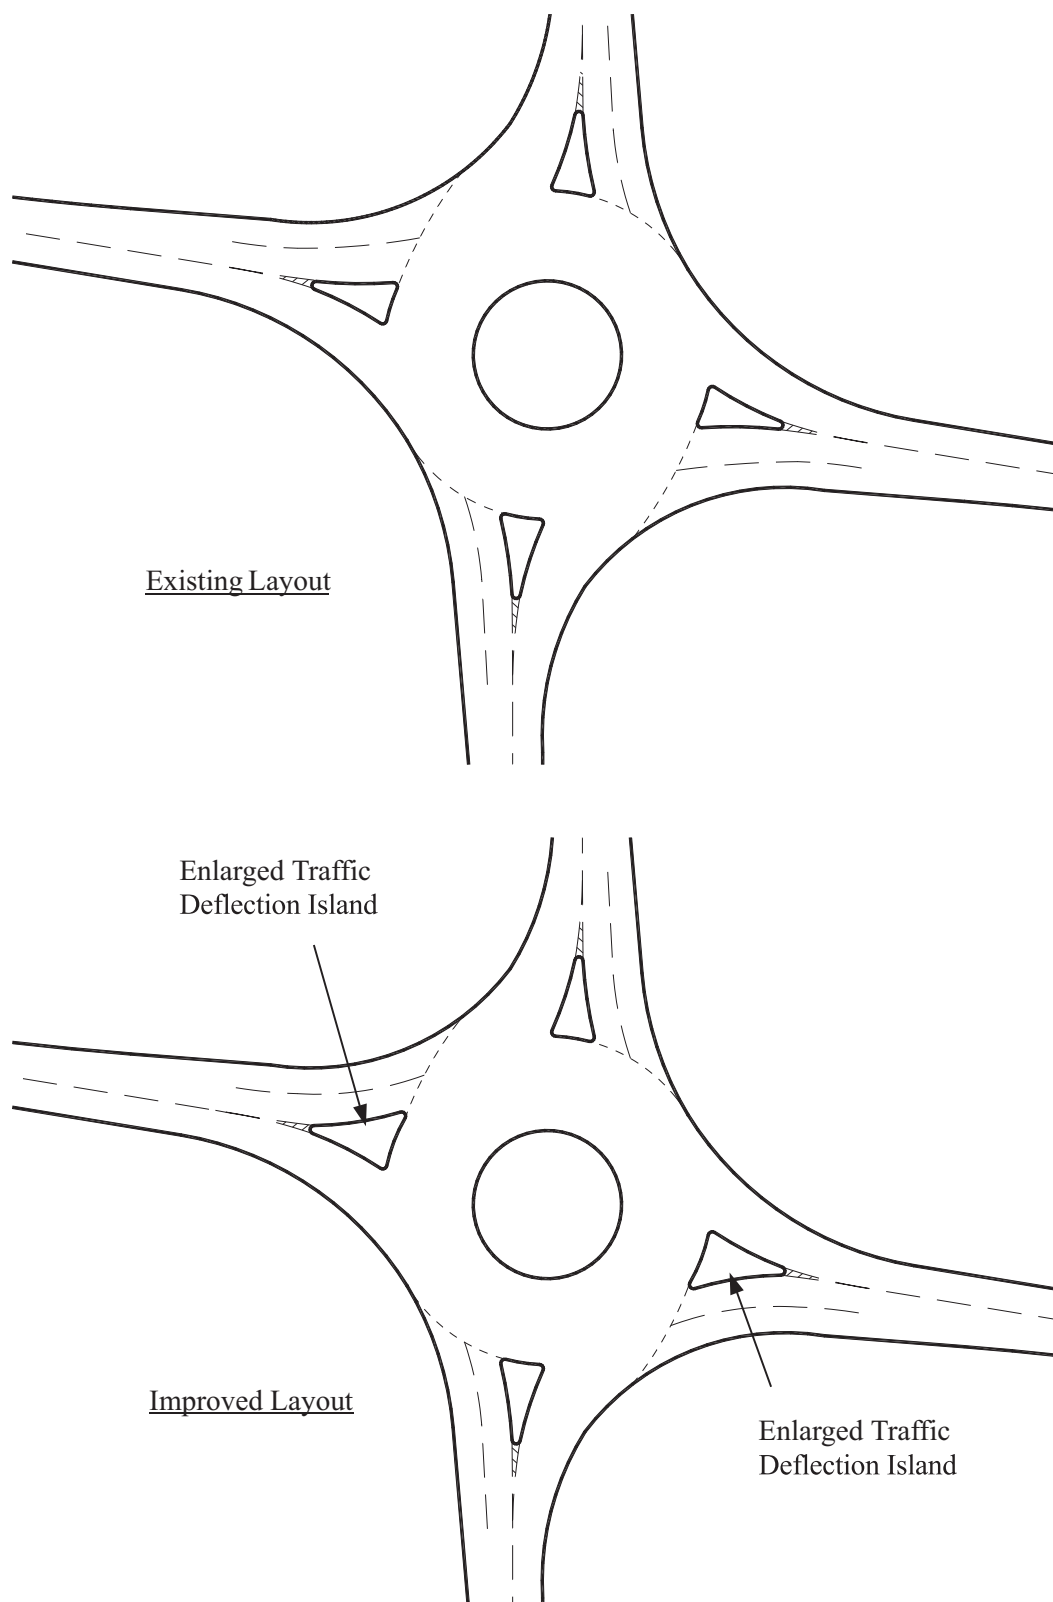 Existing Layout
Enlarged Traffic
Deflection Island
Improved Layout
Enlarged Traffic
Deflection Island